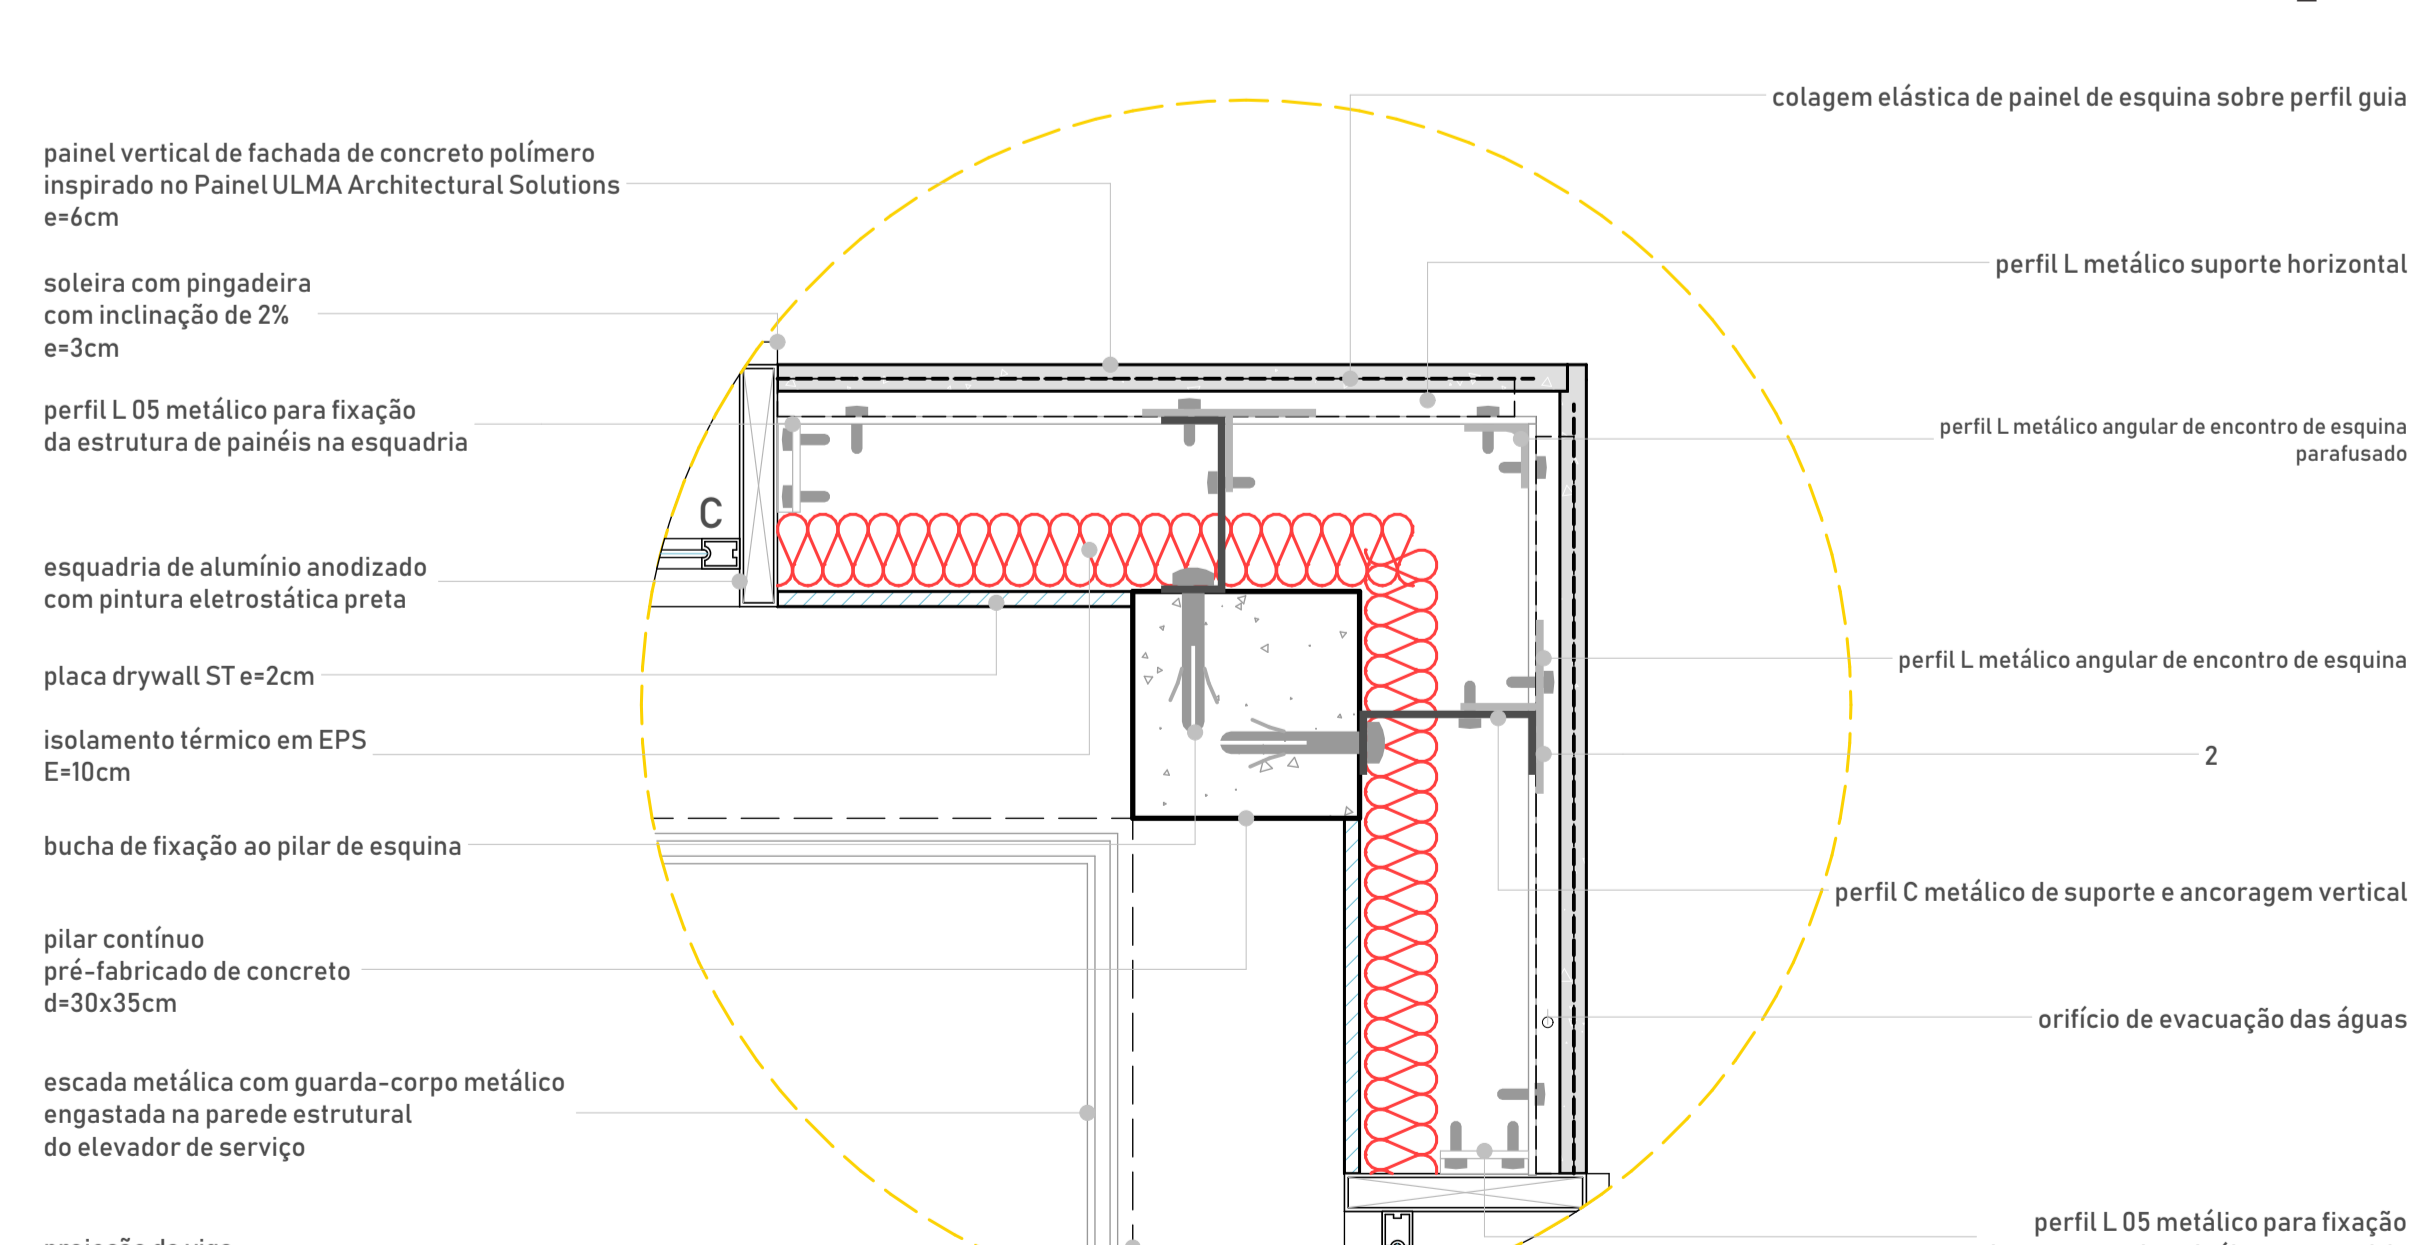 painel vertical de fachada de concreto polímero
inspirado no Painel ULMA Architectural Solutions
e=6cm
soleira com pingadeira
com inclinação de 2%
e=3cm
perfil L 05 metálico para fixação
da estrutura de painéis na esquadria
C
esquadria de alumínio anodizado
com pintura eletrostática preta
placa drywall ST e=2cm
isolamento térmico em EPS
E=10cm
bucha de fixação ao pilar de esquina
pilar contínuo
pré-fabricado de concreto
d=30x35cm
escada metálica com guarda-corpo metálico
engastada na parede estrutural
do elevador de serviço
colagem elástica de painel de esquina sobre perfil guia
perfil L metálico suporte horizontal
perfil L metálico angular de encontro de esquina
parafusado
perfil L metálico angular de encontro de esquina
2
perfil C metálico de suporte e ancoragem vertical
orifício de evacuação das águas
perfil L 05 metálico para fixação